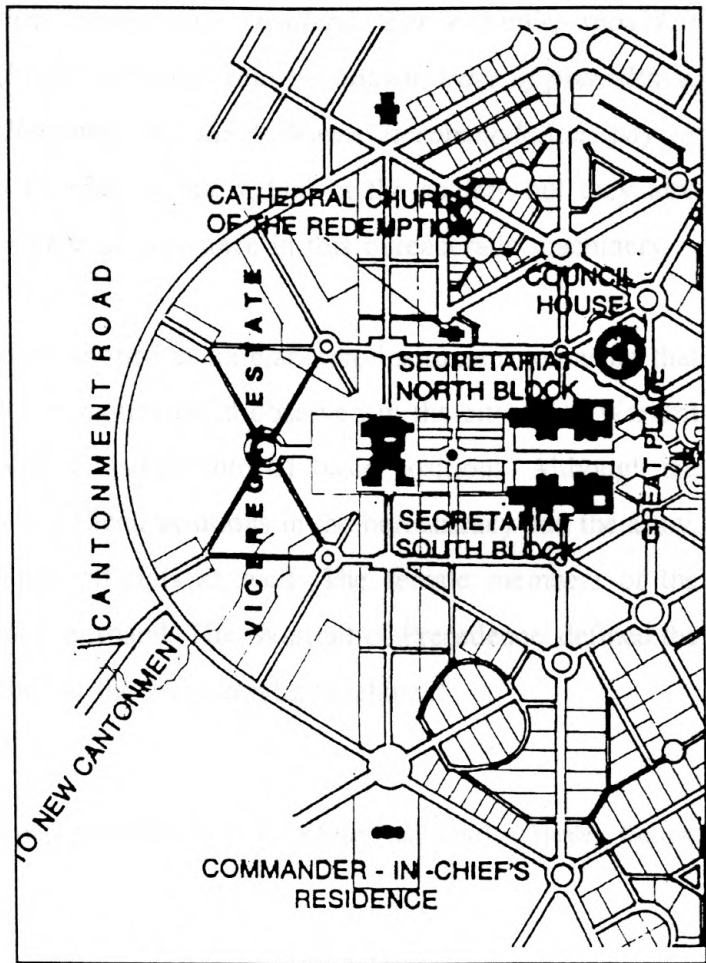 CATHEDRAL CHURCH
OF THE REDEMPTION
COUNCIL
HOUSE
CANTONMENT ROAD
VICEREGAL ESTATE
SECRETARIAT
NORTH BLOCK
GREAT PLACE
SECRETARIAT
SOUTH BLOCK
TO NEW CANTONMENT
COMMANDER - IN - CHIEF'S
RESIDENCE